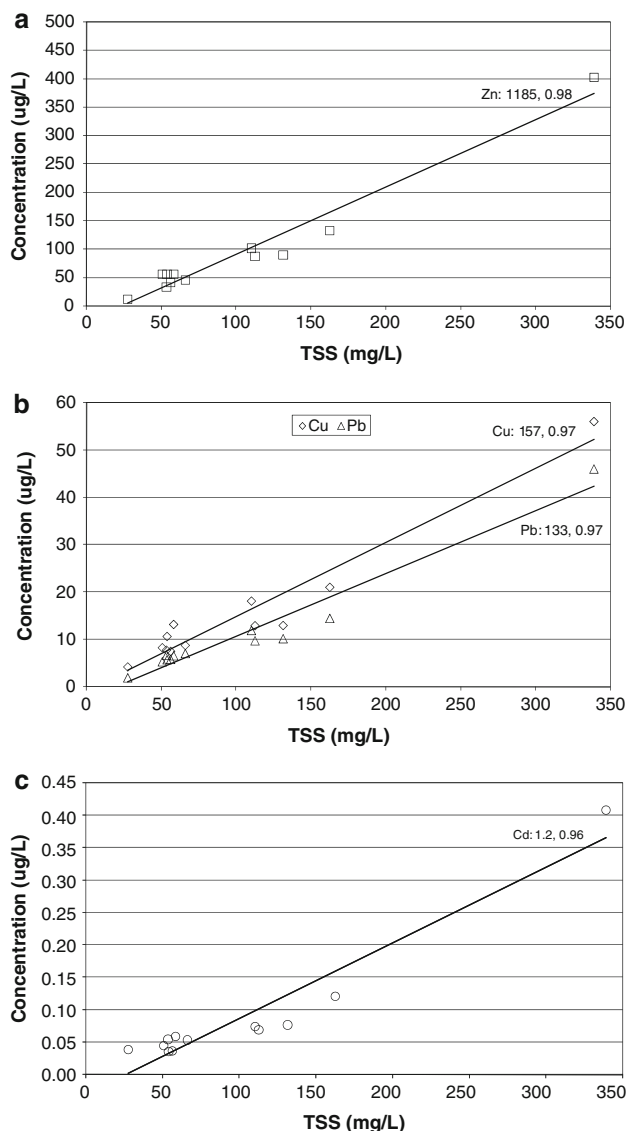 a
500
450
400
350
300
250
200
150
100
50
0
Concentration (ug/L)
Zn: 1185, 0.98
0 50 100 150 200 250 300 350
TSS (mg/L)
b
60
50
40
30
20
10
0
Concentration (ug/L)
Cu Pb
Cu: 157, 0.97
Pb: 133, 0.97
0 50 100 150 200 250 300 350
TSS (mg/L)
c
0.45
0.40
0.35
0.30
0.25
0.20
0.15
0.10
0.05
0.00
Concentration (ug/L)
Cd: 1.2, 0.96
0 50 100 150 200 250 300 350
TSS (mg/L)